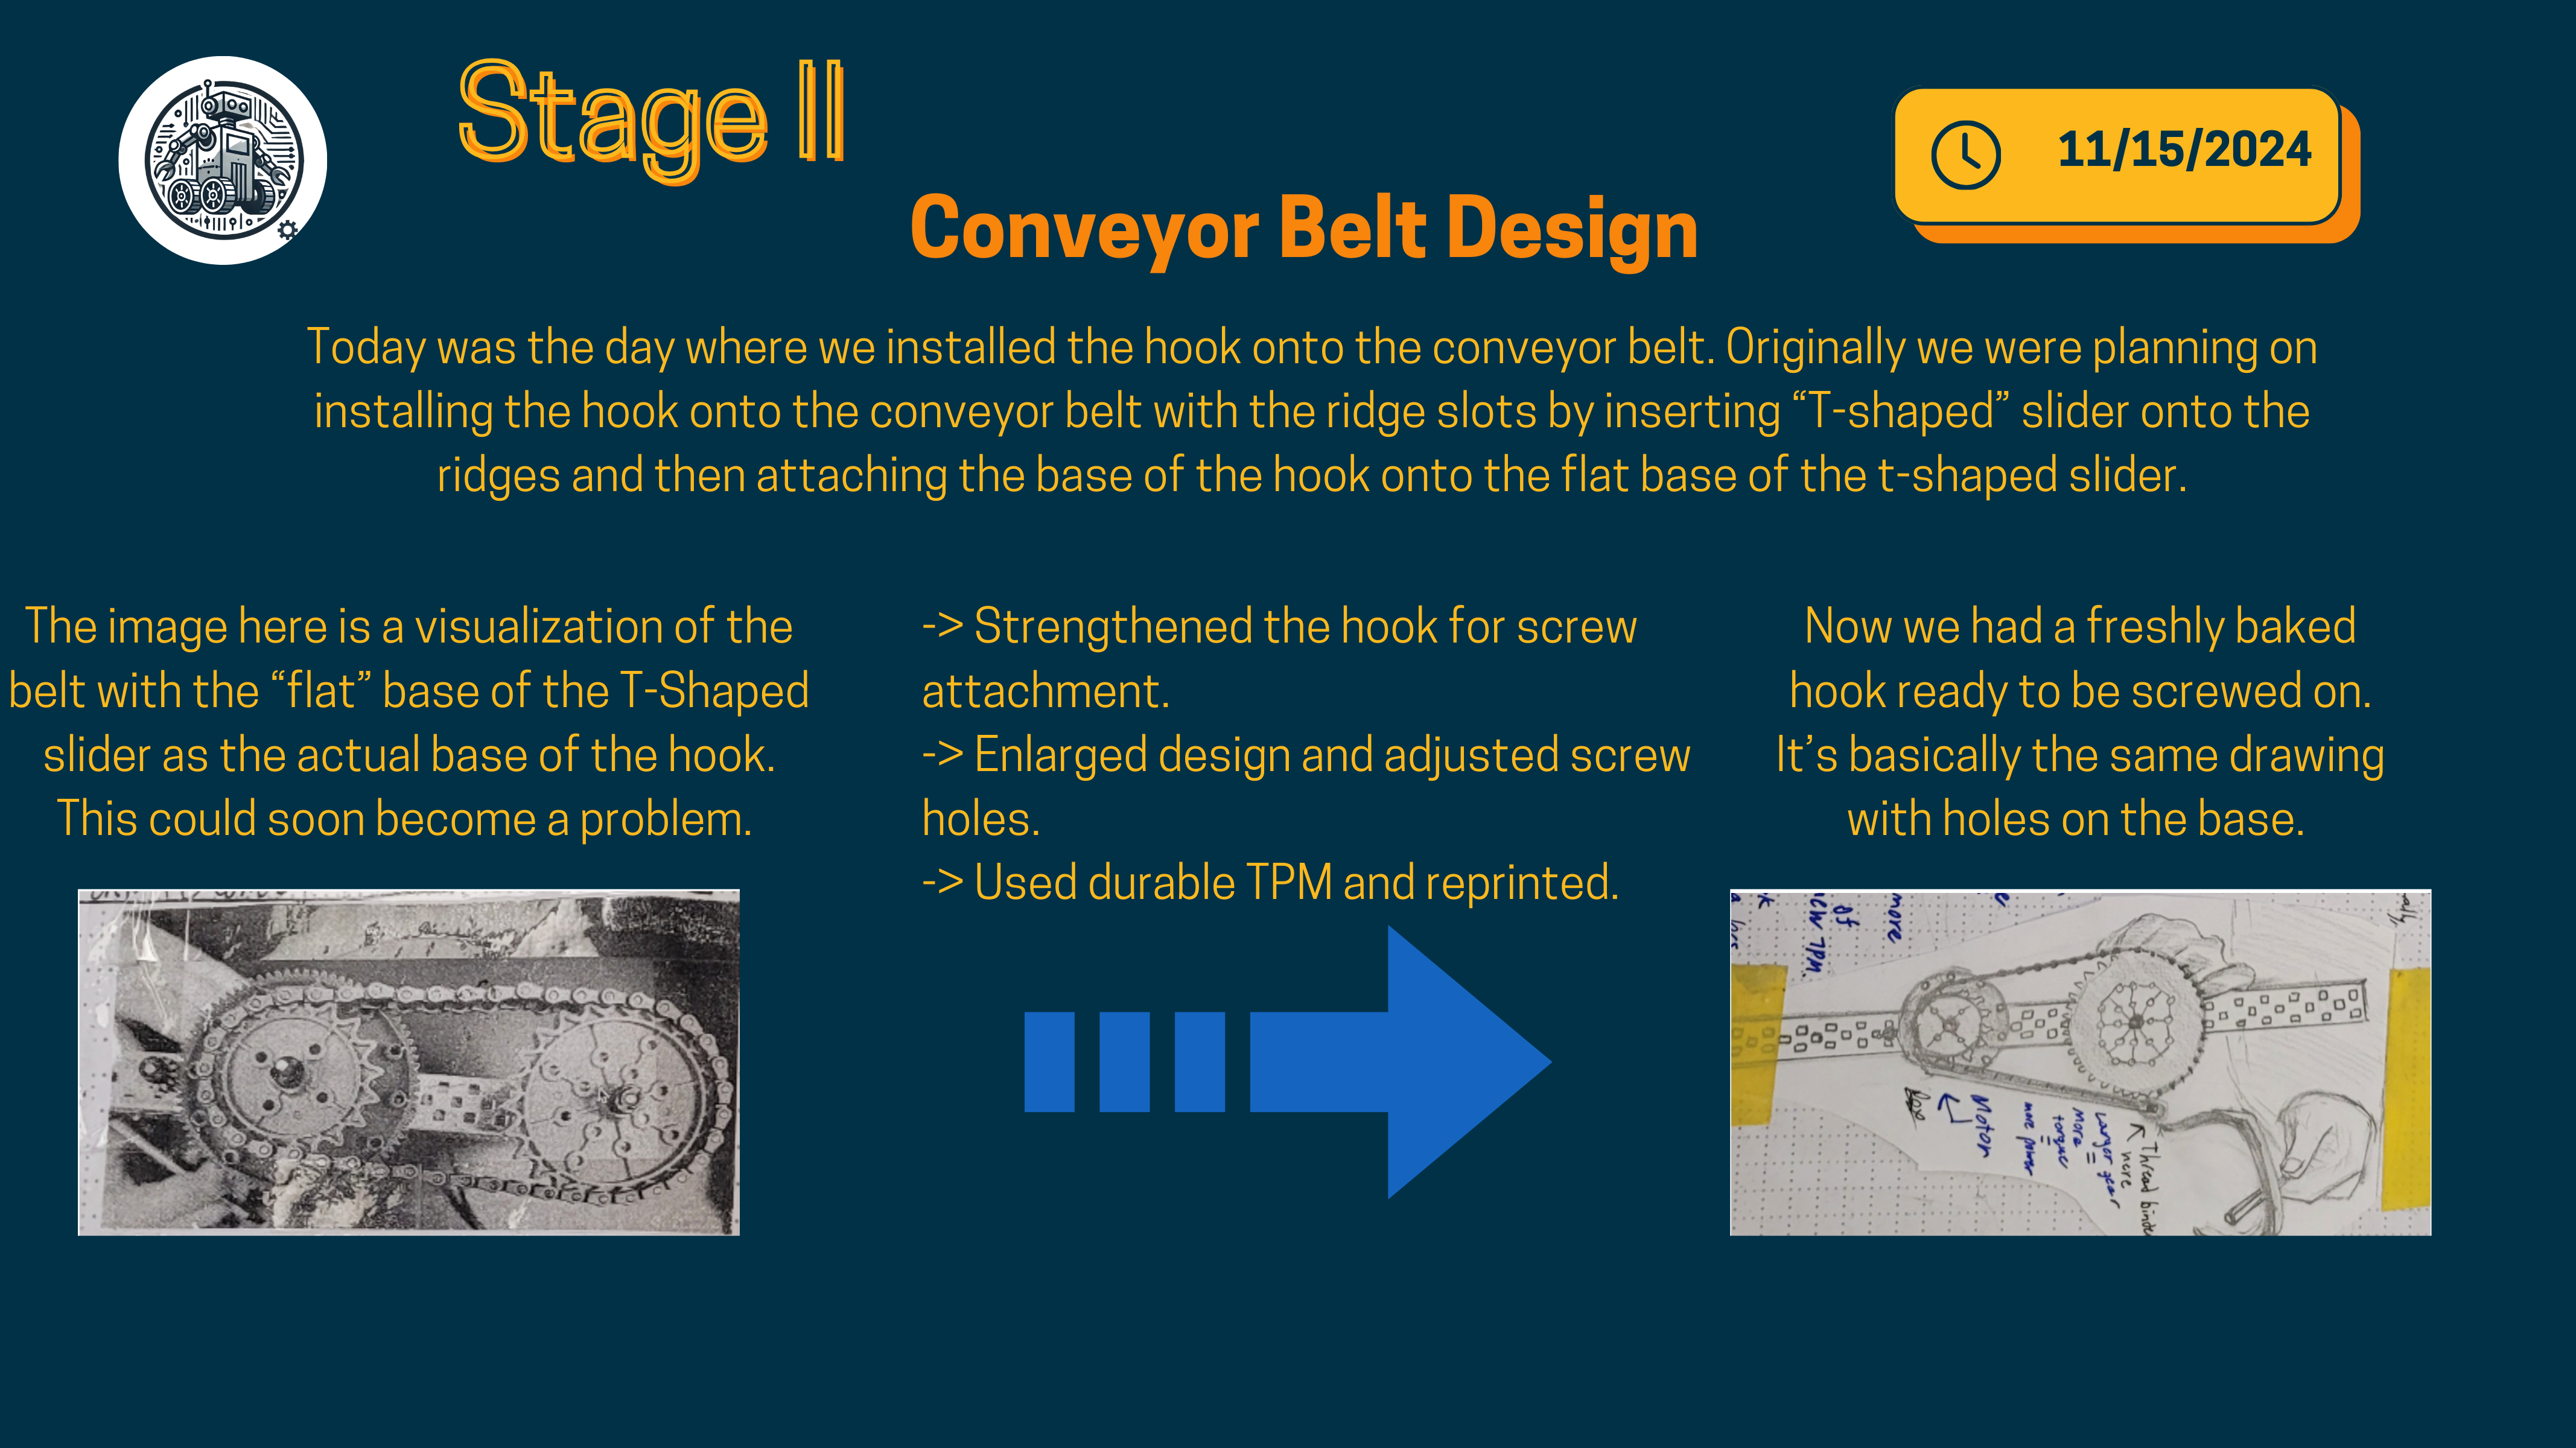 Stage II
11/15/2024
Conveyor Belt Design
Today was the day where we installed the hook onto the conveyor belt. Originally we were planning on
installing the hook onto the conveyor belt with the ridge slots by inserting “T-shaped” slider onto the
ridges and then attaching the base of the hook onto the flat base of the t-shaped slider.
The image here is a visualization of the
belt with the “flat” base of the T-Shaped
slider as the actual base of the hook.
This could soon become a problem.
-> Strengthened the hook for screw
attachment.
-> Enlarged design and adjusted screw
holes.
-> Used durable TPM and reprinted.
Now we had a freshly baked
hook ready to be screwed on.
It’s basically the same drawing
with holes on the base.
more
of
TPM.
Motor
Larger gear
=
more
torque
=
more power
Thread
here